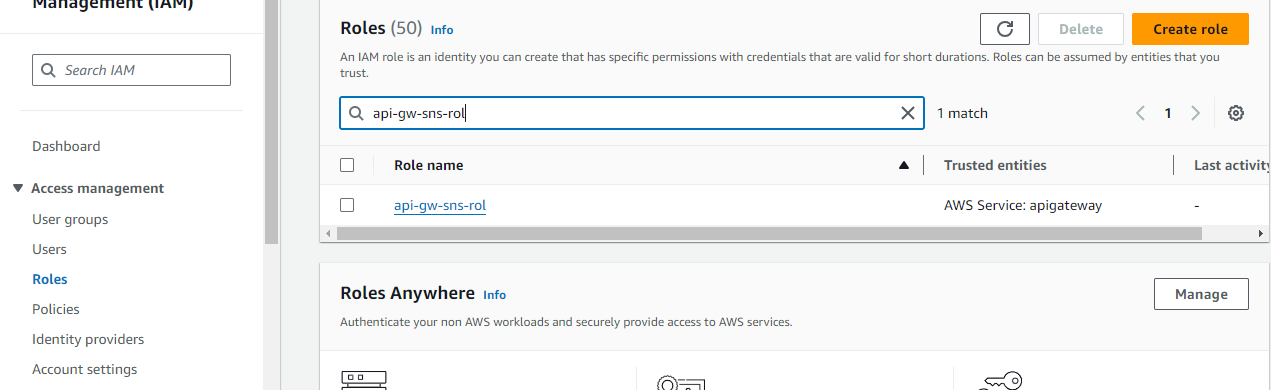 Management (IAM)
Search IAM
Dashboard
Access management
User groups
Users
Roles
Policies
Identity providers
Account settings
Roles (50) Info
Delete
Create role
An IAM role is an identity you can create that has specific permissions with credentials that are valid for short durations. Roles can be assumed by entities that you
trust.
api-gw-sns-rol
1 match
1
Role name
Trusted entities
Last activity
api-gw-sns-rol
AWS Service: apigateway
-
Roles Anywhere Info
Manage
Authenticate your non AWS workloads and securely provide access to AWS services.